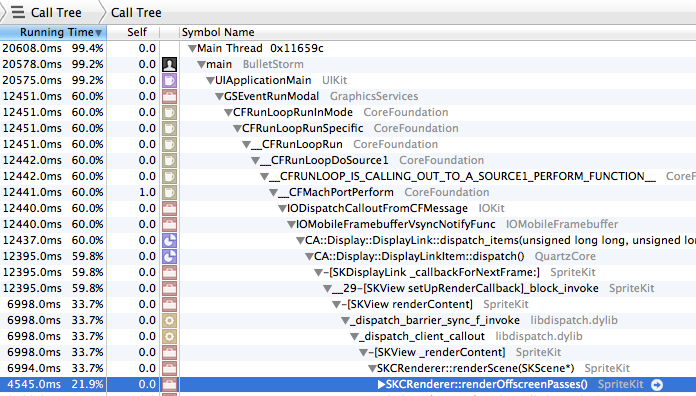 Call Tree Call Tree
Running Time Self Symbol Name
20608.0ms 99.4% 0.0 Main Thread 0x11659c
20578.0ms 99.2% 0.0 main BulletStorm
20575.0ms 99.2% 0.0 UIApplicationMain UIKit
12451.0ms 60.0% 0.0 GSEventRunModal GraphicsServices
12451.0ms 60.0% 0.0 CFRunLoopRunInMode CoreFoundation
12451.0ms 60.0% 0.0 CFRunLoopRunSpecific CoreFoundation
12451.0ms 60.0% 0.0 __CFRunLoopRun CoreFoundation
12442.0ms 60.0% 0.0 __CFRunLoopDoSource1 CoreFoundation
12442.0ms 60.0% 0.0 __CFRUNLOOP_IS_CALLING_OUT_TO_A_SOURCE1_PERFORM_FUNCTION__ CoreF
12441.0ms 60.0% 1.0 __CFMachPortPerform CoreFoundation
12440.0ms 60.0% 0.0 IODispatchCalloutFromCFMessage IOKit
12440.0ms 60.0% 0.0 IOMobileFramebufferVsyncNotifyFunc IOMobileFramebuffer
12437.0ms 60.0% 0.0 CA::Display::DisplayLink::dispatch_items(unsigned long long, unsigned lo
12395.0ms 59.8% 0.0 CA::Display::DisplayLinkItem::dispatch() QuartzCore
12395.0ms 59.8% 0.0 -[SKDisplayLink _callbackForNextFrame:] SpriteKit
12395.0ms 59.8% 0.0 __29-[SKView setUpRenderCallback]_block_invoke SpriteKit
6998.0ms 33.7% 0.0 -[SKView renderContent] SpriteKit
6998.0ms 33.7% 0.0 _dispatch_barrier_sync_f_invoke libdispatch.dylib
6998.0ms 33.7% 0.0 _dispatch_client_callout libdispatch.dylib
6998.0ms 33.7% 0.0 -[SKView _renderContent] SpriteKit
6994.0ms 33.7% 0.0 SKCRenderer::renderScene(SKScene*) SpriteKit
4545.0ms 21.9% 0.0 SKCRenderer::renderOffscreenPasses() SpriteKit